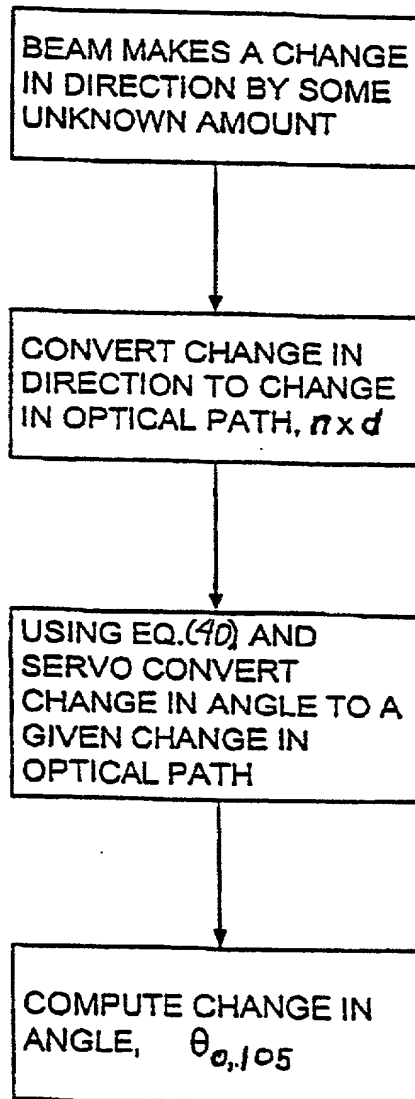 BEAM MAKES A CHANGE
IN DIRECTION BY SOME
UNKNOWN AMOUNT
CONVERT CHANGE IN
DIRECTION TO CHANGE
IN OPTICAL PATH, n x d
USING EQ.(40) AND
SERVO CONVERT
CHANGE IN ANGLE TO A
GIVEN CHANGE IN
OPTICAL PATH
COMPUTE CHANGE IN
ANGLE, θ0,105